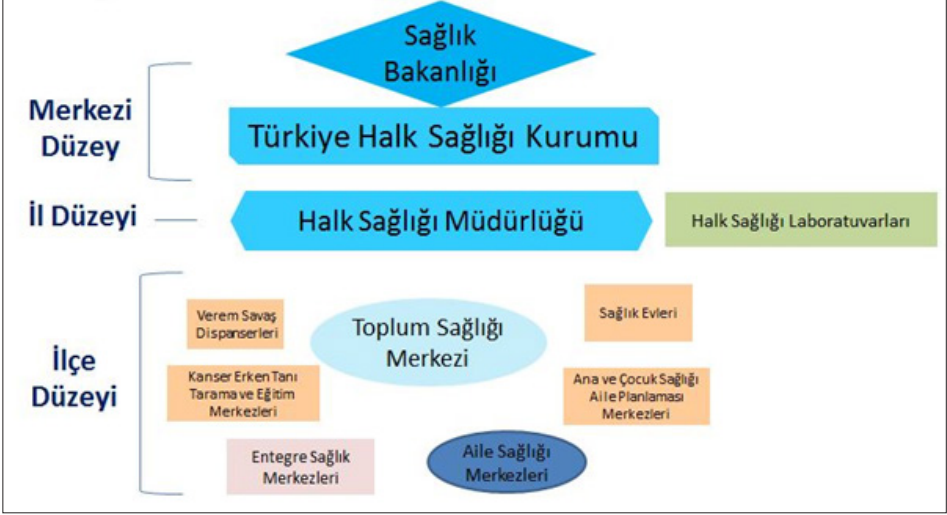 Sağlık
Bakanlığı
Merkezi
Düzey
Türkiye Halk Sağlığı Kurumu
İl Düzeyi
Halk Sağlığı Müdürlüğü
Halk Sağlığı Laboratuvarları
İlçe
Düzeyi
Verem Savaş
Dispanserleri
Toplum Sağlığı
Merkezi
Sağlık Evleri
Kanser Erken Tanı
Tarama ve Eğitim
Merkezleri
Ana ve Çocuk Sağlığı
Aile Planlaması
Merkezleri
Entegre Sağlık
Merkezleri
Aile Sağlığı
Merkezleri